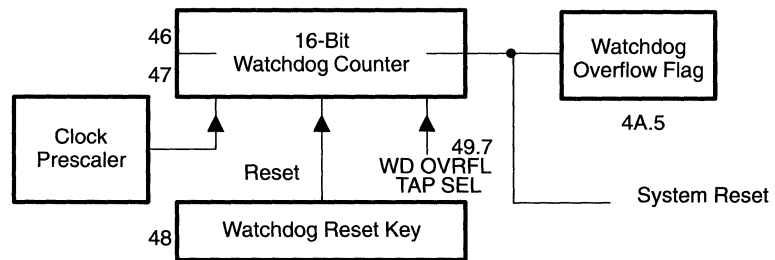 46
47
16-Bit
Watchdog Counter
Watchdog
Overflow Flag
4A.5
Clock
Prescaler
Reset
49.7
WD OVRFL
TAP SEL
System Reset
48
Watchdog Reset Key